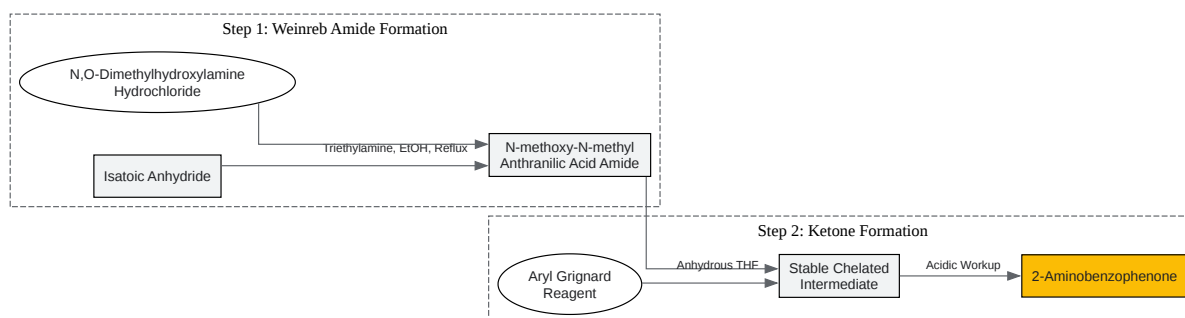 Step 1: Weinreb Amide Formation
N,O-Dimethylhydroxylamine
Hydrochloride
Triethylamine, EtOH, Reflux
N-methoxy-N-methyl
Anthranilic Acid Amide
Isatoic Anhydride
Step 2: Ketone Formation
Aryl Grignard
Reagent
Anhydrous THF
Stable Chelated
Intermediate
Acidic Workup
2-Aminobenzophenone